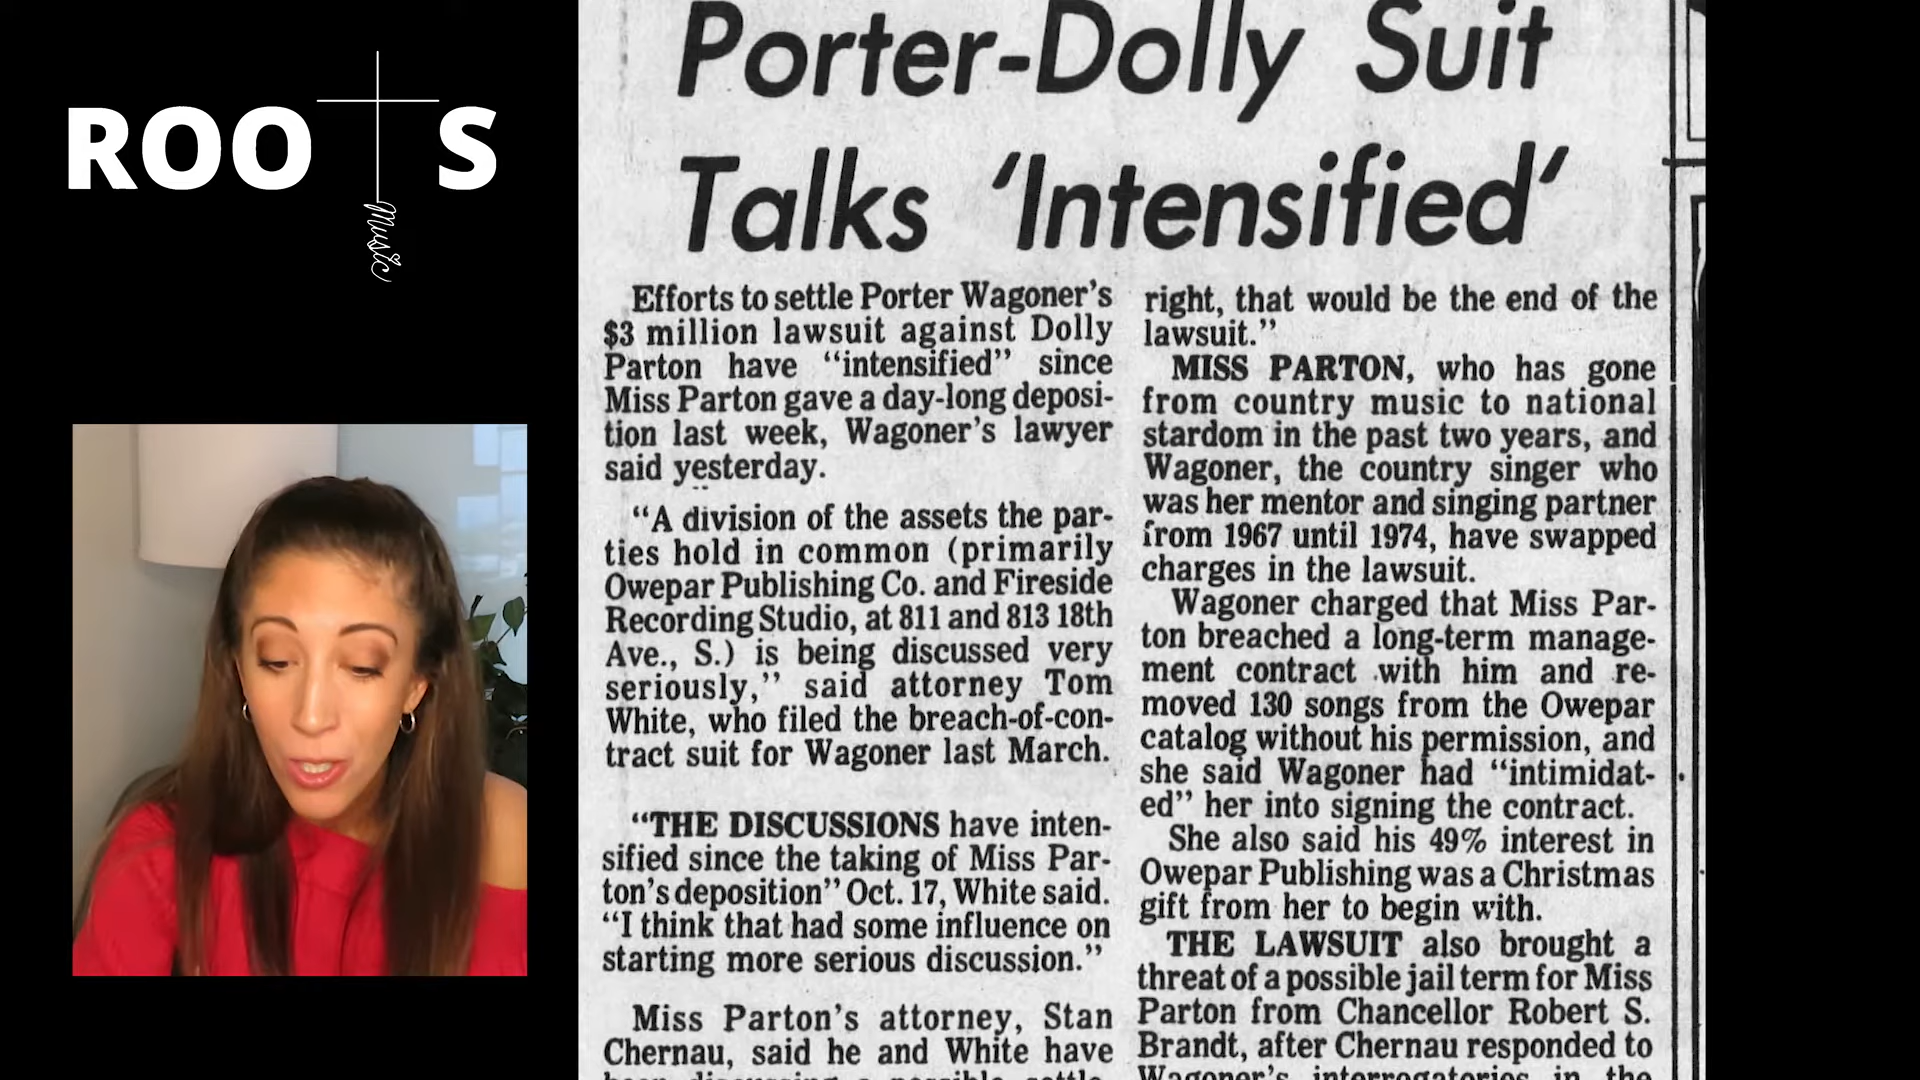 ROOTS
Music
Porter-Dolly Suit
Talks 'Intensified'
Efforts to settle Porter Wagoner's
$3 million lawsuit against Dolly
Parton have "intensified" since
Miss Parton gave a day-long deposi-
tion last week, Wagoner's lawyer
said yesterday.
"A division of the assets the par-
ties hold in common (primarily
Owepar Publishing Co. and Fireside
Recording Studio, at 811 and 813 18th
Ave., S.) is being discussed very
seriously," said attorney Tom
White, who filed the breach-of-con-
tract suit for Wagoner last March.
"THE DISCUSSIONS have inten-
sified since the taking of Miss Par-
ton's deposition" Oct. 17, White said.
"I think that had some influence on
starting more serious discussion."
Miss Parton's attorney, Stan
Chernau, said he and White have
right, that would be the end of the
lawsuit."
MISS PARTON, who has gone
from country music to national
stardom in the past two years, and
Wagoner, the country singer who
was her mentor and singing partner
from 1967 until 1974, have swapped
charges in the lawsuit.
Wagoner charged that Miss Par-
ton breached a long-term manage-
ment contract with him and re-
moved 130 songs from the Owepar
catalog without his permission, and
she said Wagoner had "intimidat-
ed" her into signing the contract.
She also said his 49% interest in
Owepar Publishing was a Christmas
gift from her to begin with.
THE LAWSUIT also brought a
threat of a possible jail term for Miss
Parton from Chancellor Robert S.
Brandt, after Chernau responded to
Wagoner's interrogatories in the